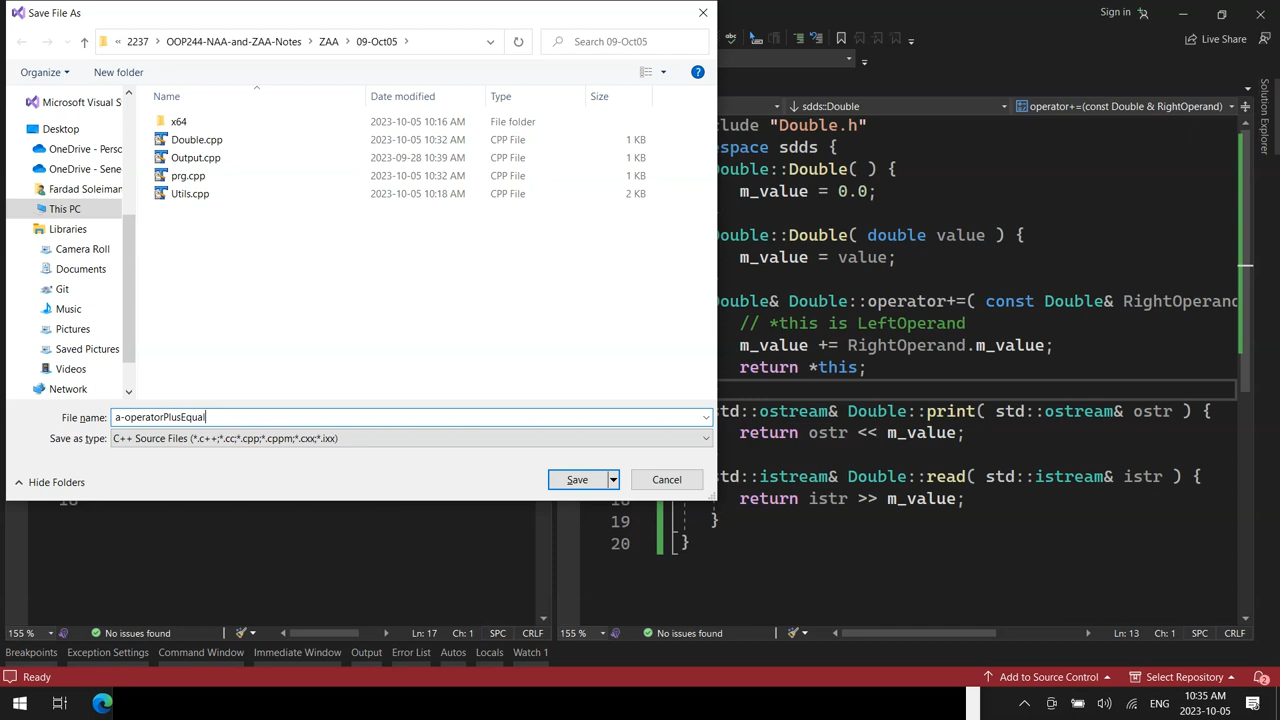 Save File As
Sign in
« 2237 › OOP244-NAA-and-ZAA-Notes › ZAA › 09-Oct05 ›
Search 09-Oct05
Live Share
Organize
New folder
Name
Date modified
Type
Size
Microsoft Visual S
Desktop
OneDrive - Perso
OneDrive - Sene
Fardad Soleiman
This PC
Libraries
Camera Roll
Documents
Git
Music
Pictures
Saved Pictures
Videos
Network
x64 2023-10-05 10:16 AM File folder
Double.cpp 2023-10-05 10:32 AM CPP File 1 KB
Output.cpp 2023-09-28 10:39 AM CPP File 1 KB
prg.cpp 2023-10-05 10:32 AM CPP File 1 KB
Utils.cpp 2023-10-05 10:18 AM CPP File 2 KB
File name: a-operatorPlusEqual
Save as type: C++ Source Files (*.c++;*.cc;*.cpp;*.cppm;*.cxx;*.ixx)
Hide Folders
Save
Cancel
sdds::Double
operator+=(const Double & RightOperand)
Solution Explorer
clude "Double.h"
espace sdds {
Double::Double( ) {
m_value = 0.0;
Double::Double( double value ) {
m_value = value;
Double& Double::operator+=( const Double& RightOperand
// *this is LeftOperand
m_value += RightOperand.m_value;
return *this;
td::ostream& Double::print( std::ostream& ostr ) {
return ostr << m_value;
td::istream& Double::read( std::istream& istr ) {
return istr >> m_value;
18
18
19 }
20 }
155 % No issues found Ln: 17 Ch: 1 SPC CRLF
155 % No issues found Ln: 13 Ch: 1 SPC CRLF
Breakpoints Exception Settings Command Window Immediate Window Output Error List Autos Locals Watch 1
Ready
Add to Source Control
Select Repository
2
ENG
10:35 AM
2023-10-05